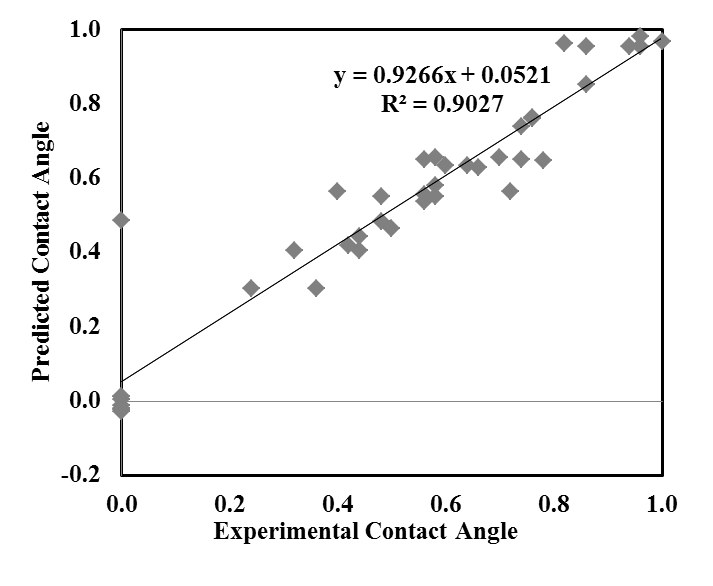 1.0
y = 0.9266x + 0.0521
R² = 0.9027
0.8
0.6
0.4
0.2
0.0
-0.2
Predicted Contact Angle
0.0 0.2 0.4 0.6 0.8 1.0
Experimental Contact Angle